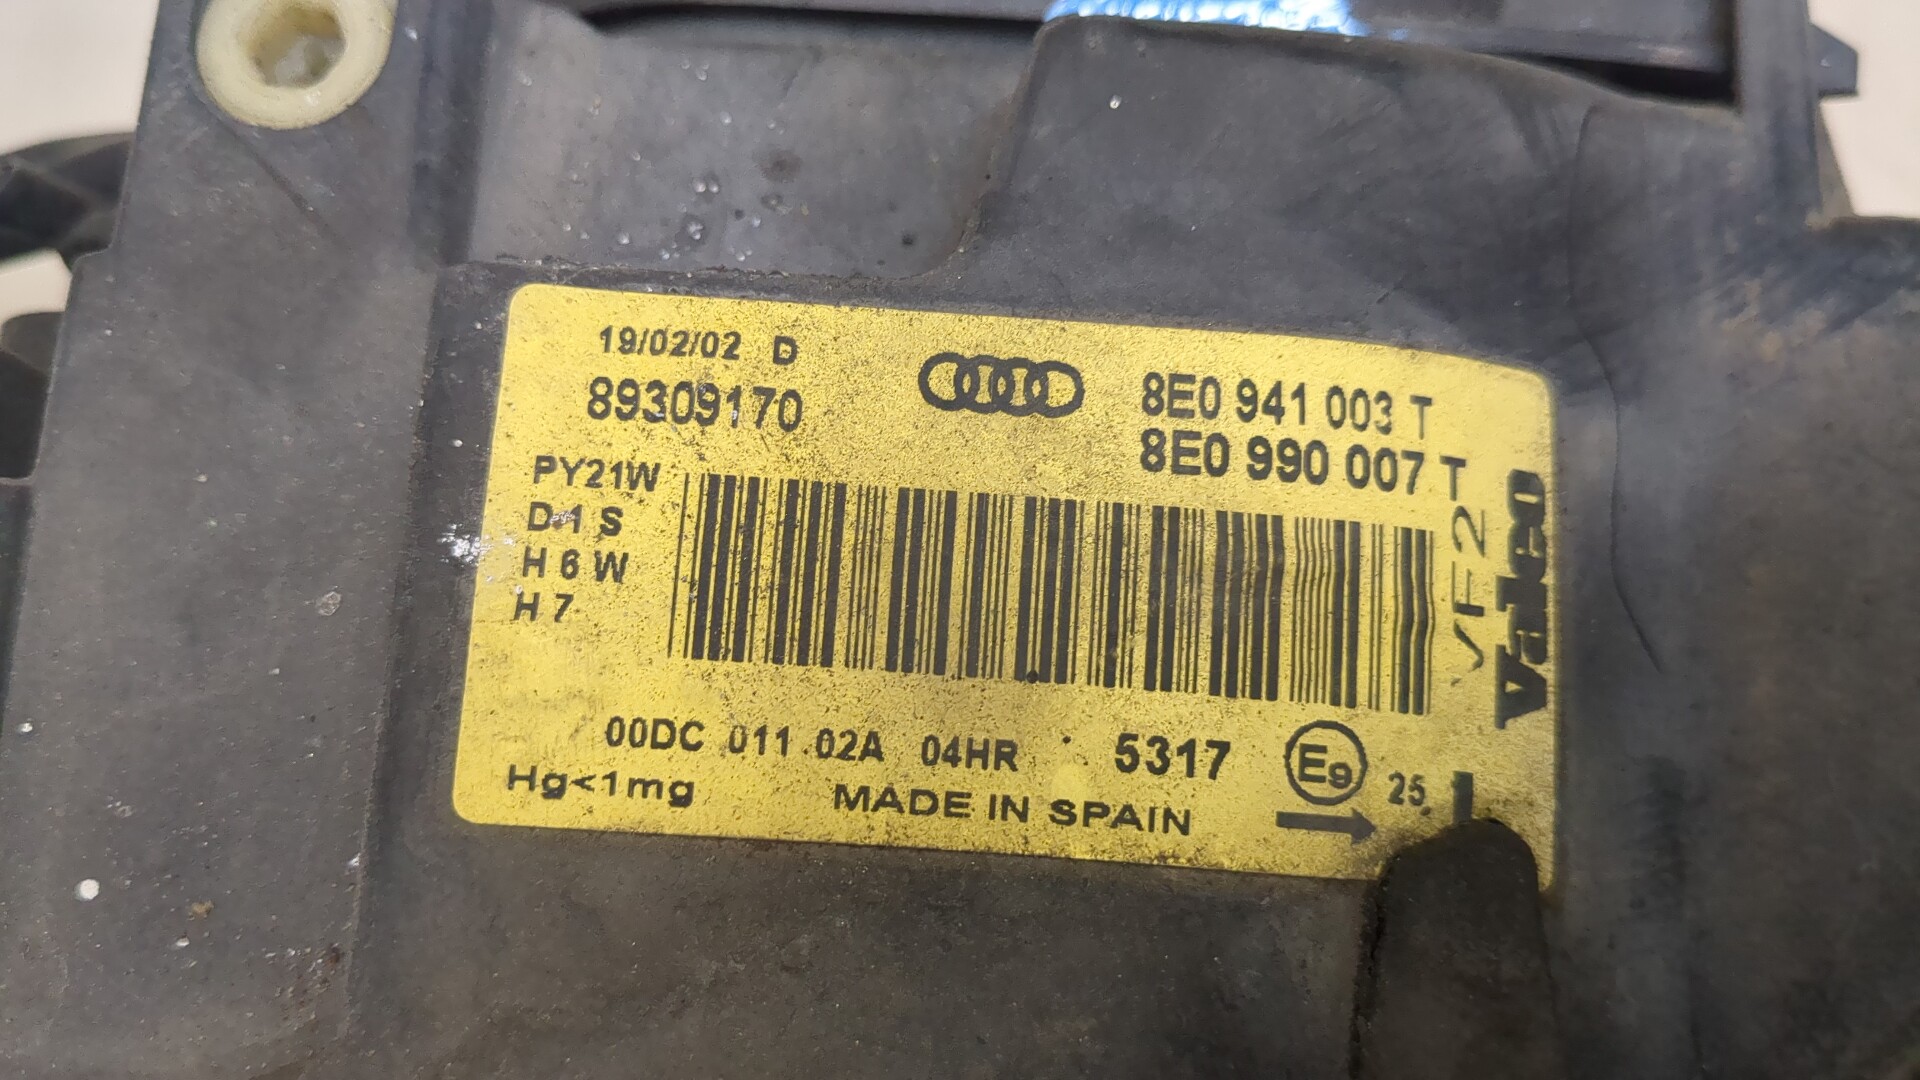 19/02/02 D
89309170
8E0 941 003 T
8E0 990 007 T
PY21W
D1S
H6W
H7
VF2
DEPRA
00DC 011 02A 04HR 5317 E9 25
Hg<1mg
MADE IN SPAIN